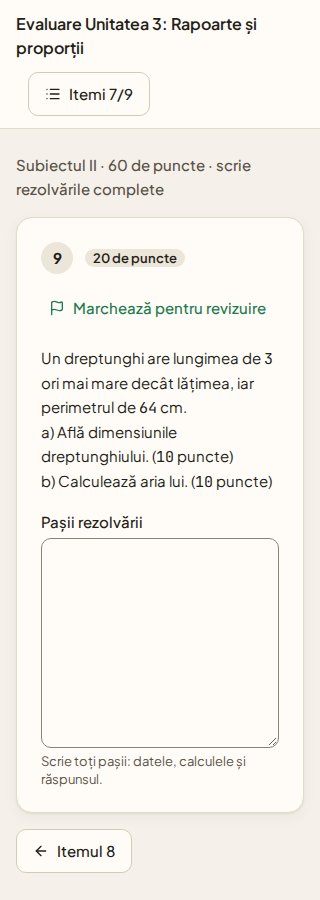 Evaluare Unitatea 3: Rapoarte și
proporții
Itemi 7/9
Subiectul II · 60 de puncte · scrie
rezolvările complete
9
20 de puncte
Marchează pentru revizuire
Un dreptunghi are lungimea de 3
ori mai mare decât lățimea, iar
perimetrul de 64 cm.
a) Află dimensiunile
dreptunghiului. (10 puncte)
b) Calculează aria lui. (10 puncte)
Pașii rezolvării
Scrie toți pașii: datele, calculele și
răspunsul.
Itemul 8